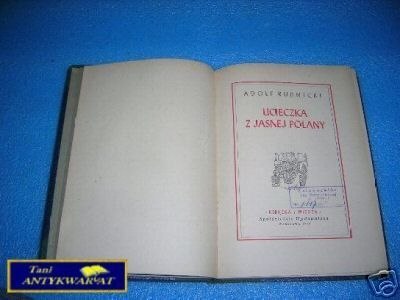 ADOLF RUDNICKI
UCIECZKA
Z JASNEJ POLANY
KSIĄŻKA I WIEDZA
Tani
ANTYKWARYAT